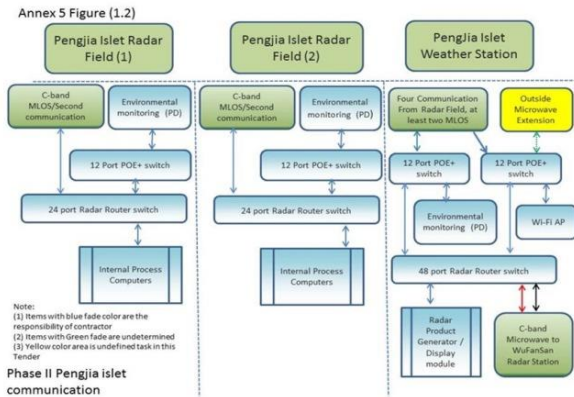 Annex 5 Figure (1.2)
Pengjia Islet Radar
Field (1)
Pengjia Islet Radar
Field (2)
PengJia Islet
Weather Station
C-band
MLOS/Second
communication
Environmental
monitoring (PD)
12 Port POE+ switch
24 port Radar Router switch
Internal Process
Computers
C-band
MLOS/Second
communication
Environmental
monitoring (PD)
12 Port POE+ switch
24 port Radar Router switch
Internal Process
Computers
Four Communication
From Radar Field, at
least two MLOS
Outside
Microwave
Extension
12 Port POE+
switch
12 Port POE+
switch
Environmental
monitoring (PD)
Wi-Fi AP
48 port Radar Router switch
Radar
Product
Generator /
Display
module
C-band
Microwave to
WuFanSan
Radar Station
Note:
(1) Items with blue fade color are the
responsibility of contractor
(2) Items with Green fade are undetermined
(3) Yellow color area is undefined task in this
Tender
Phase II Pengjia islet
communication